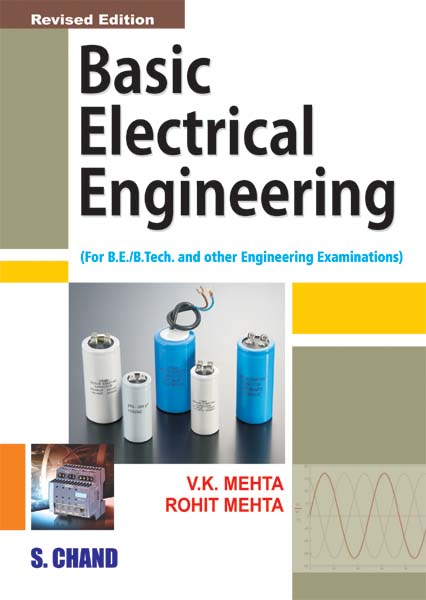 Revised Edition
Basic
Electrical
Engineering
(For B.E./B.Tech. and other Engineering Examinations)
V.K. MEHTA
ROHIT MEHTA
S. CHAND